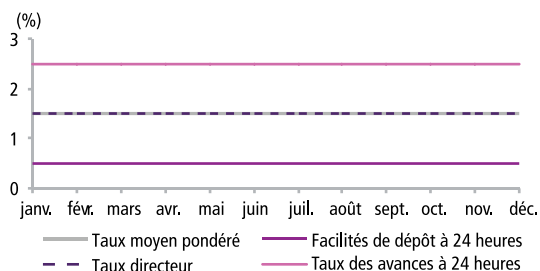 (%)
3
2
1
0
janv. févr. mars avr. mai juin juil. août sept. oct. nov. déc.
Taux moyen pondéré Facilités de dépôt à 24 heures
Taux directeur Taux des avances à 24 heures